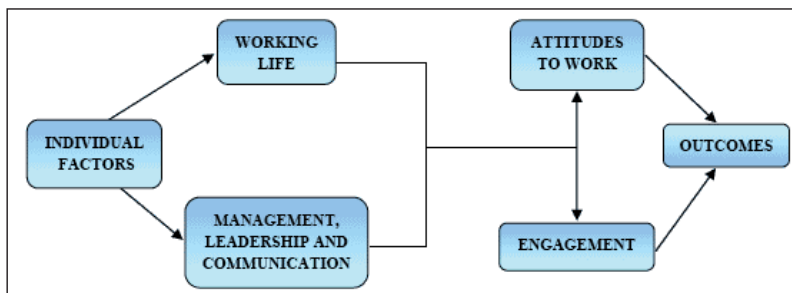 WORKING
LIFE
ATTITUDES
TO WORK
INDIVIDUAL
FACTORS
OUTCOMES
MANAGEMENT,
LEADERSHIP AND
COMMUNICATION
ENGAGEMENT